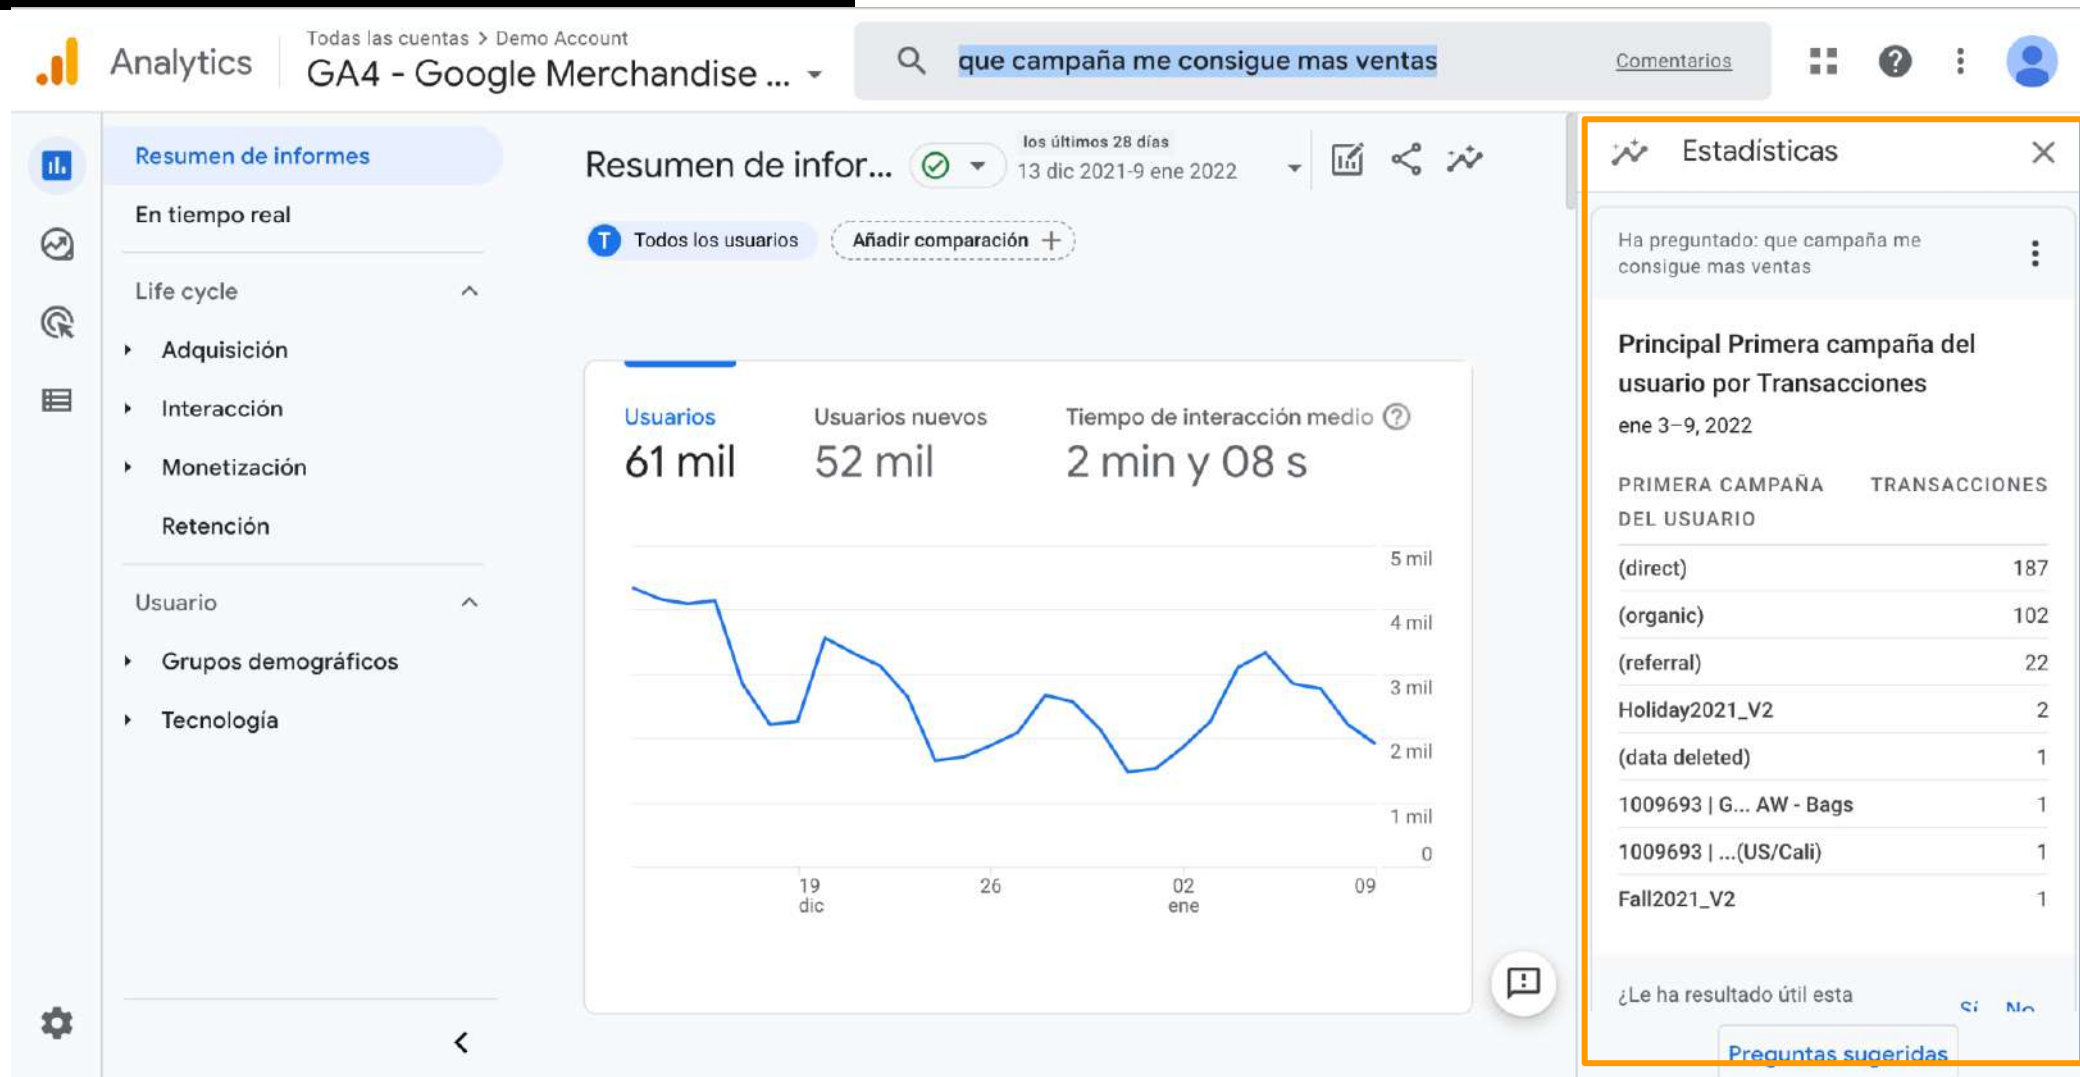 Analytics
Todas las cuentas > Demo Account
GA4 - Google Merchandise ...
que campaña me consigue mas ventas
Comentarios
Resumen de informes
En tiempo real
Life cycle
Adquisición
Interacción
Monetización
Retención
Usuario
Grupos demográficos
Tecnología
Resumen de infor...
los últimos 28 días
13 dic 2021-9 ene 2022
T Todos los usuarios
Añadir comparación +
Usuarios
61 mil
Usuarios nuevos
52 mil
Tiempo de interacción medio
2 min y 08 s
5 mil
4 mil
3 mil
2 mil
1 mil
0
19
dic
26
02
ene
09
Estadísticas
Ha preguntado: que campaña me
consigue mas ventas
Principal Primera campaña del
usuario por Transacciones
ene 3–9, 2022
PRIMERA CAMPAÑA TRANSACCIONES
DEL USUARIO
(direct) 187
(organic) 102
(referral) 22
Holiday2021_V2 2
(data deleted) 1
1009693 | G... AW - Bags 1
1009693 | ...(US/Cali) 1
Fall2021_V2 1
¿Le ha resultado útil esta
Sí No
Preguntas sugeridas